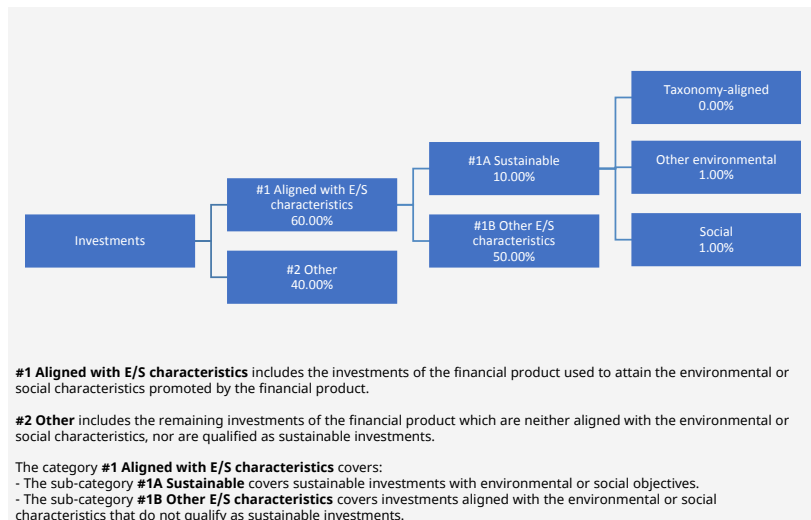 Taxonomy-aligned
0.00%
#1A Sustainable
10.00%
Other environmental
1.00%
#1 Aligned with E/S
characteristics
60.00%
#1B Other E/S
characteristics
50.00%
Social
1.00%
Investments
#2 Other
40.00%
#1 Aligned with E/S characteristics includes the investments of the financial product used to attain the environmental or
social characteristics promoted by the financial product.
#2 Other includes the remaining investments of the financial product which are neither aligned with the environmental or
social characteristics, nor are qualified as sustainable investments.
The category #1 Aligned with E/S characteristics covers:
- The sub-category #1A Sustainable covers sustainable investments with environmental or social objectives.
- The sub-category #1B Other E/S characteristics covers investments aligned with the environmental or social
characteristics that do not qualify as sustainable investments.